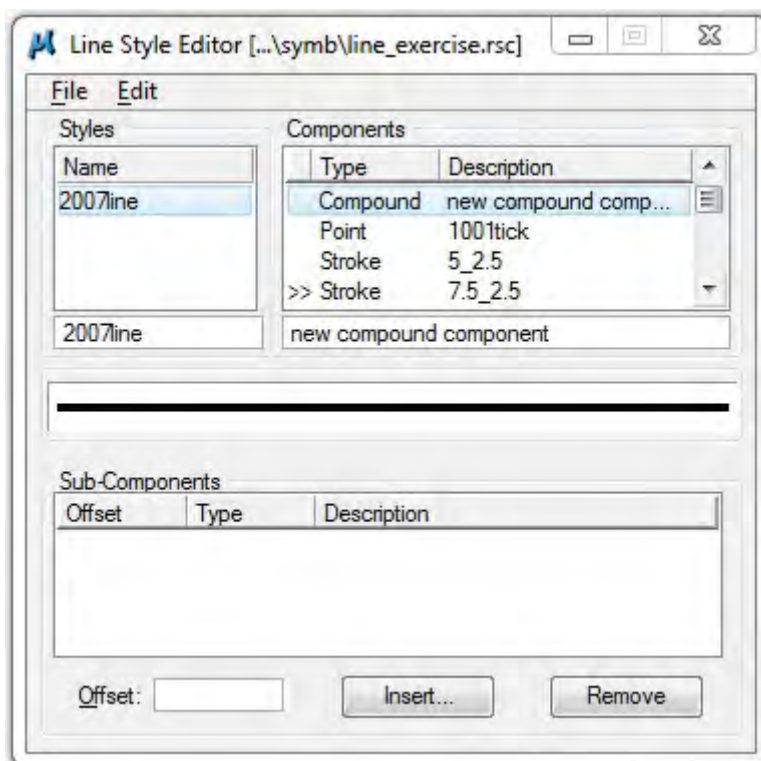 Line Style Editor [...\symb\line_exercise.rsc]
File Edit
Styles
Components
Name
Type Description
2007line
Compound new compound comp...
Point 1001tick
Stroke 5_2.5
>> Stroke 7.5_2.5
2007line
new compound component
Sub-Components
Offset Type Description
Offset:
Insert...
Remove